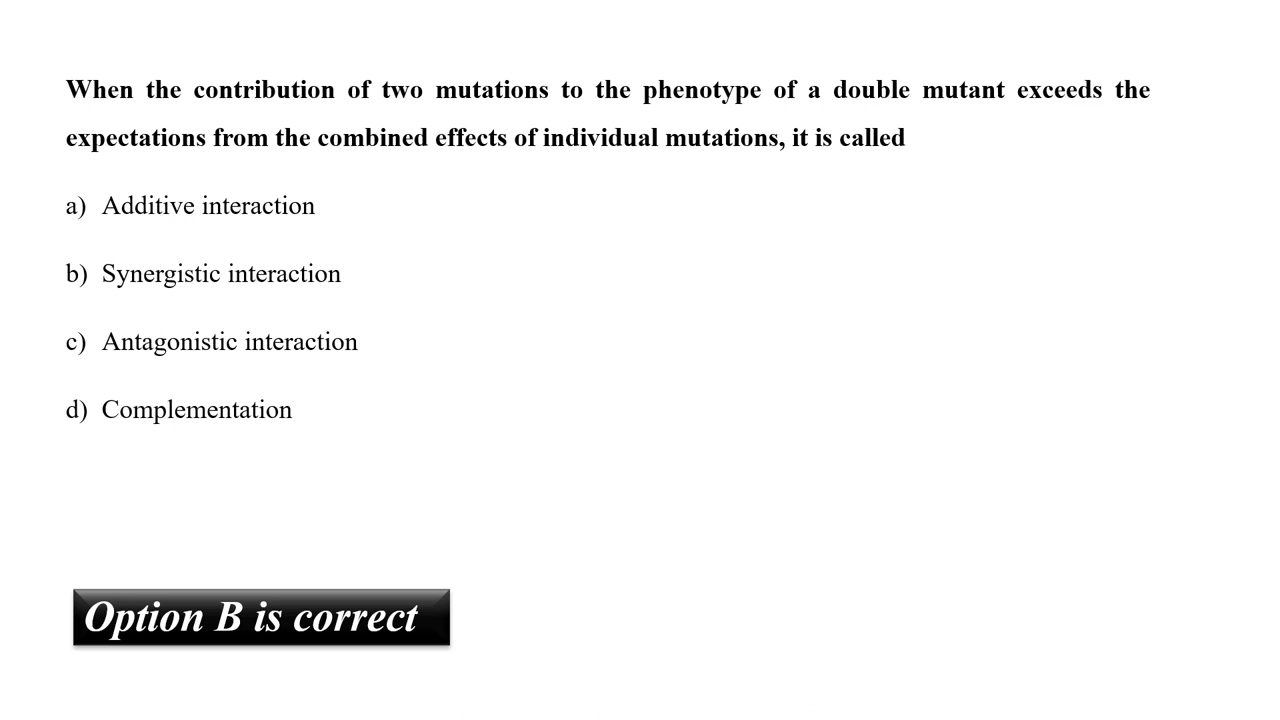 When the contribution of two mutations to the phenotype of a double mutant exceeds the
expectations from the combined effects of individual mutations, it is called
a) Additive interaction
b) Synergistic interaction
c) Antagonistic interaction
d) Complementation
Option B is correct